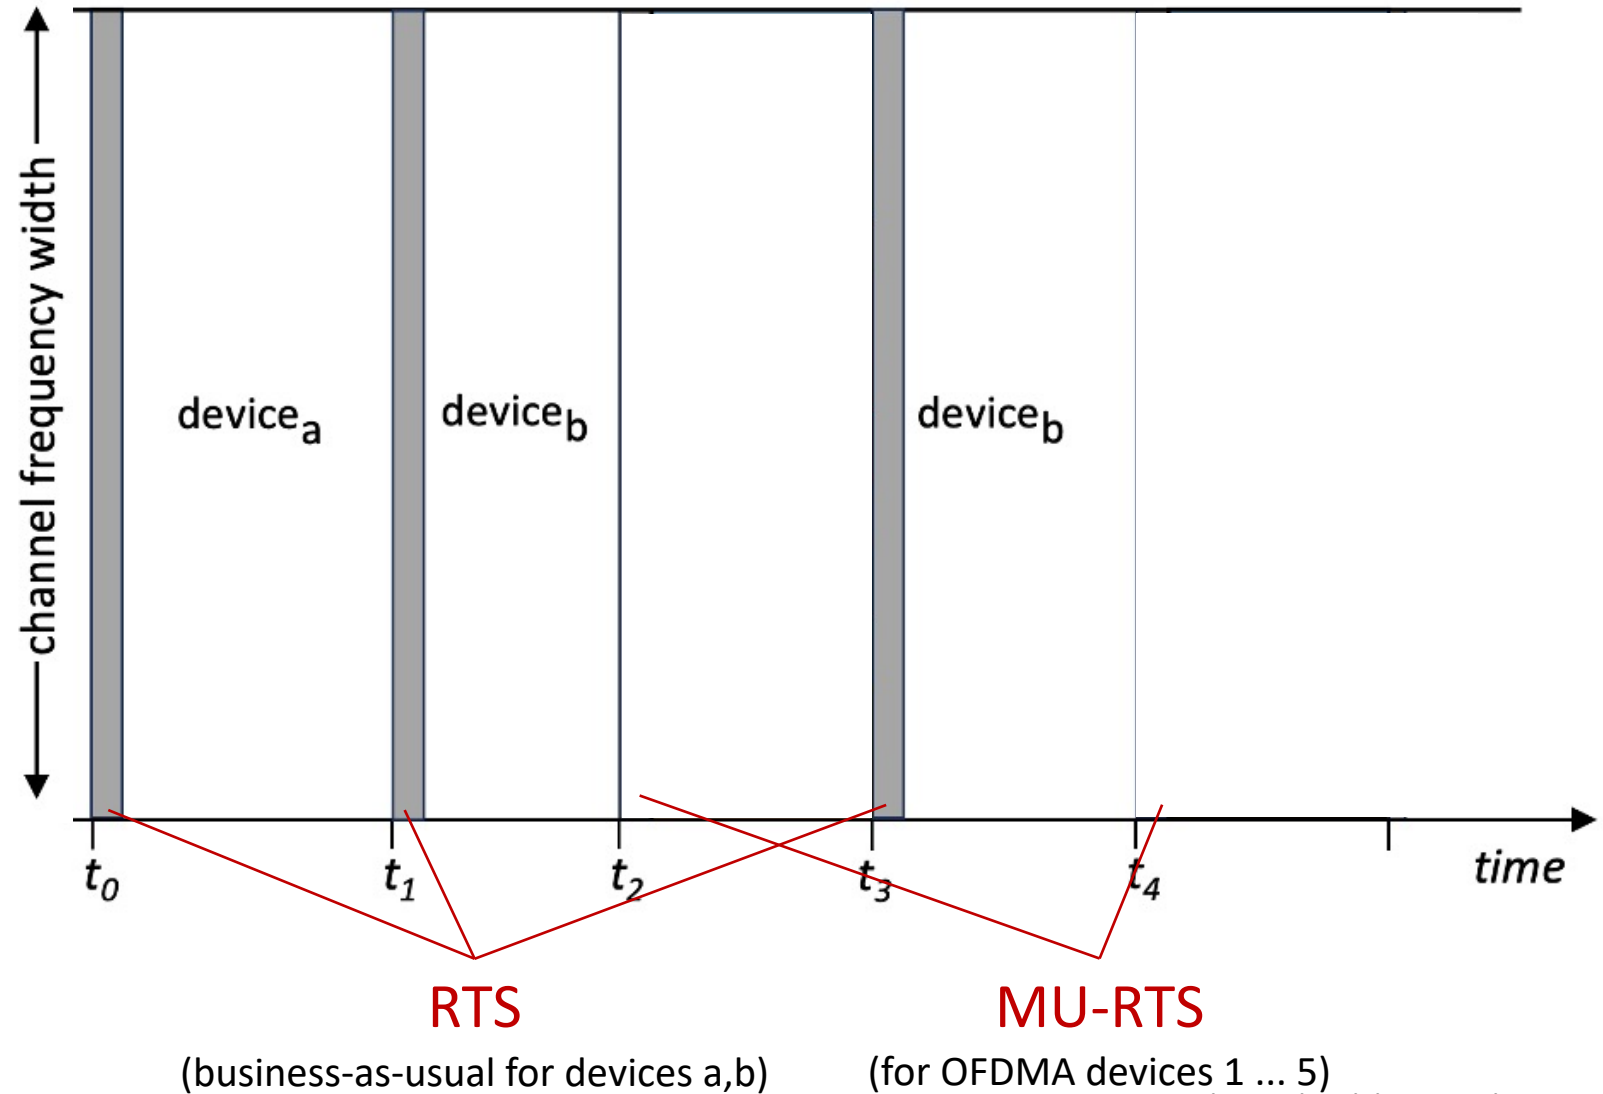 channel frequency width
device_a
device_b
device_b
t_0
t_1
t_2
t_3
t_4
time
RTS
MU-RTS
(business-as-usual for devices a,b)
(for OFDMA devices 1 ... 5)